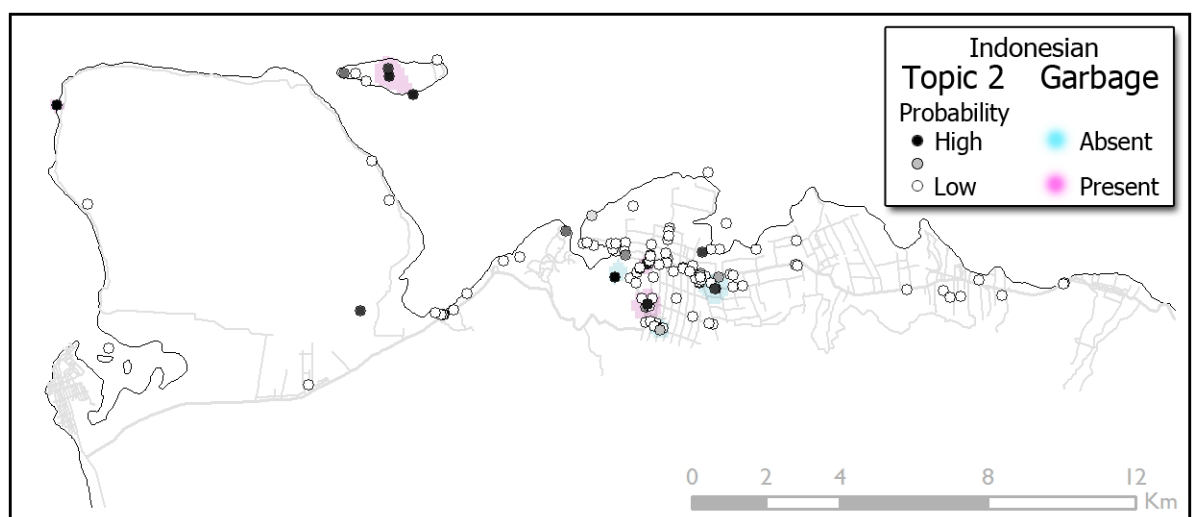 Indonesian
Topic 2 Garbage
Probability
High
Absent
Low
Present
0 2 4 8 12
Km